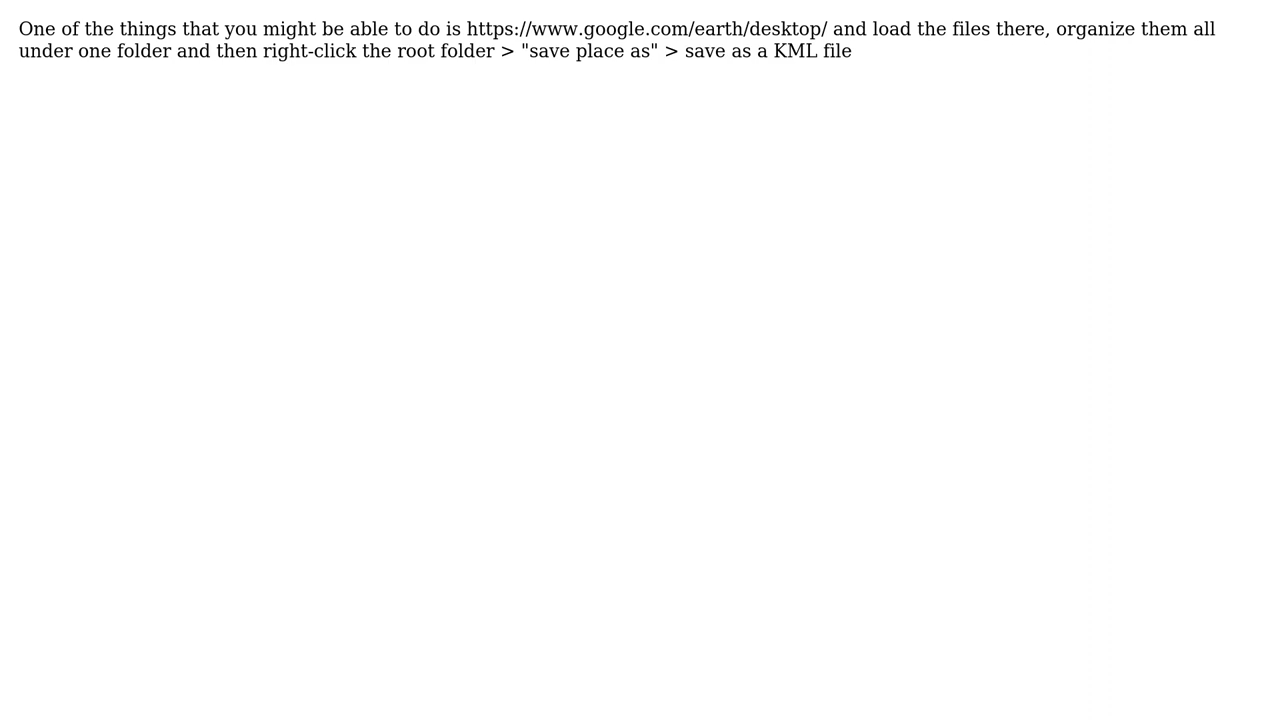 One of the things that you might be able to do is https://www.google.com/earth/desktop/ and load the files there, organize them all
under one folder and then right-click the root folder > "save place as" > save as a KML file